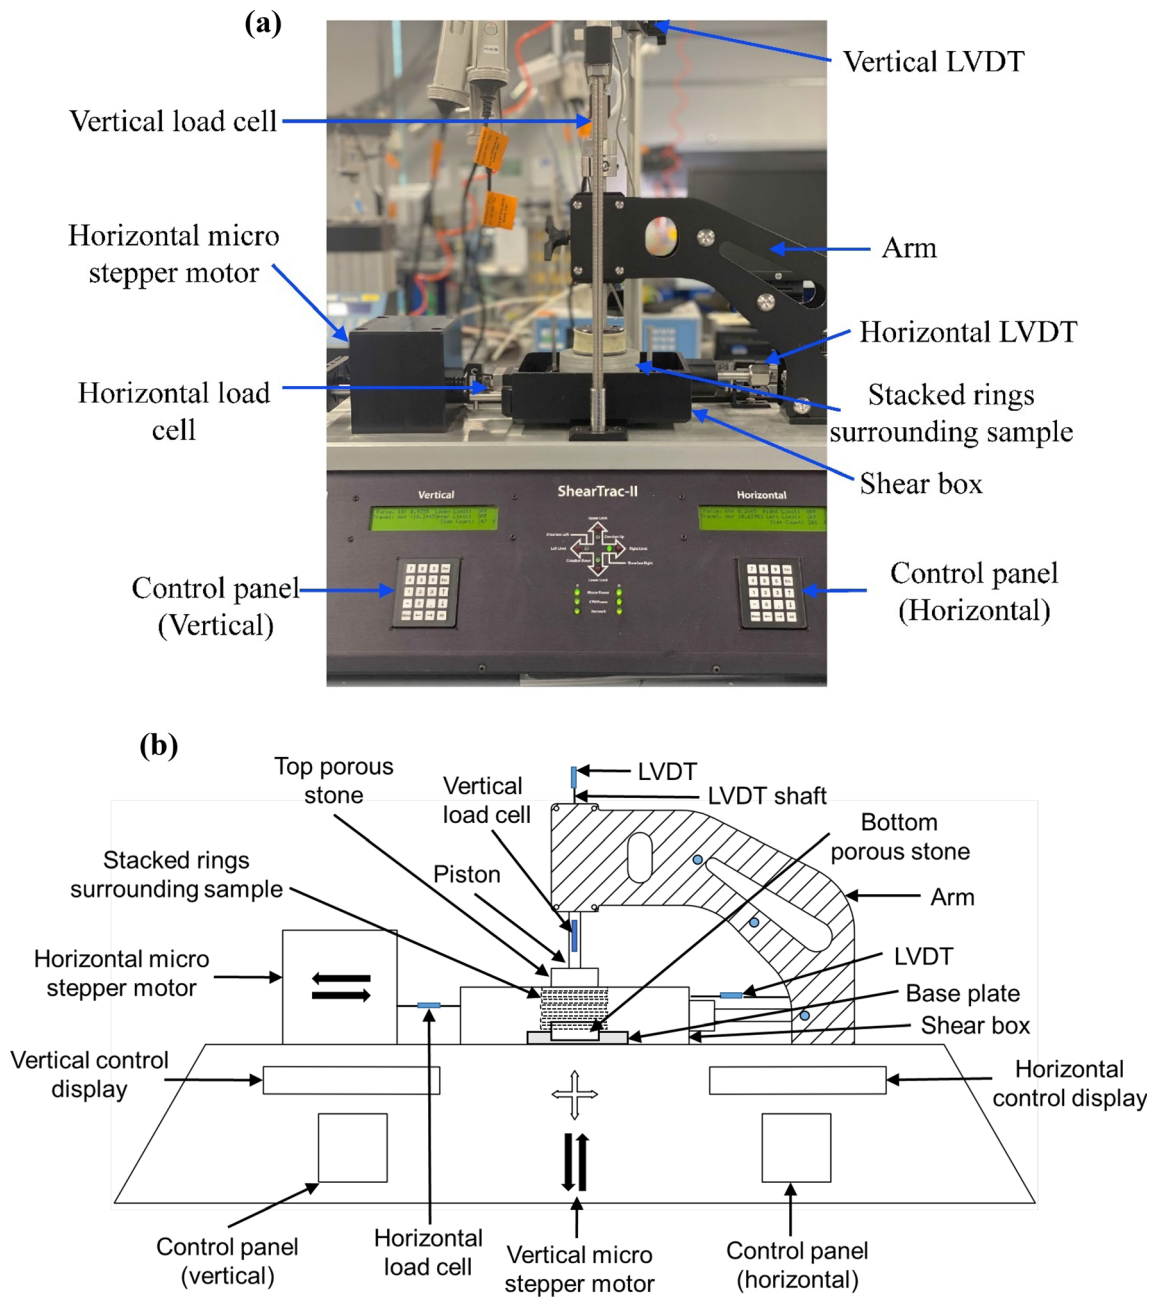 (a)
Vertical LVDT
Vertical load cell
Horizontal micro
stepper motor
Arm
Horizontal LVDT
Horizontal load
cell
Stacked rings
surrounding sample
Shear box
Vertical
ShearTrac-II
Horizontal
Control panel
(Vertical)
Control panel
(Horizontal)
(b)
Top porous
stone
Vertical
load cell
LVDT
LVDT shaft
Bottom
porous stone
Stacked rings
surrounding sample
Piston
Arm
Horizontal micro
stepper motor
LVDT
Base plate
Shear box
Vertical control
display
Horizontal
control display
Control panel
(vertical)
Horizontal
load cell
Vertical micro
stepper motor
Control panel
(horizontal)